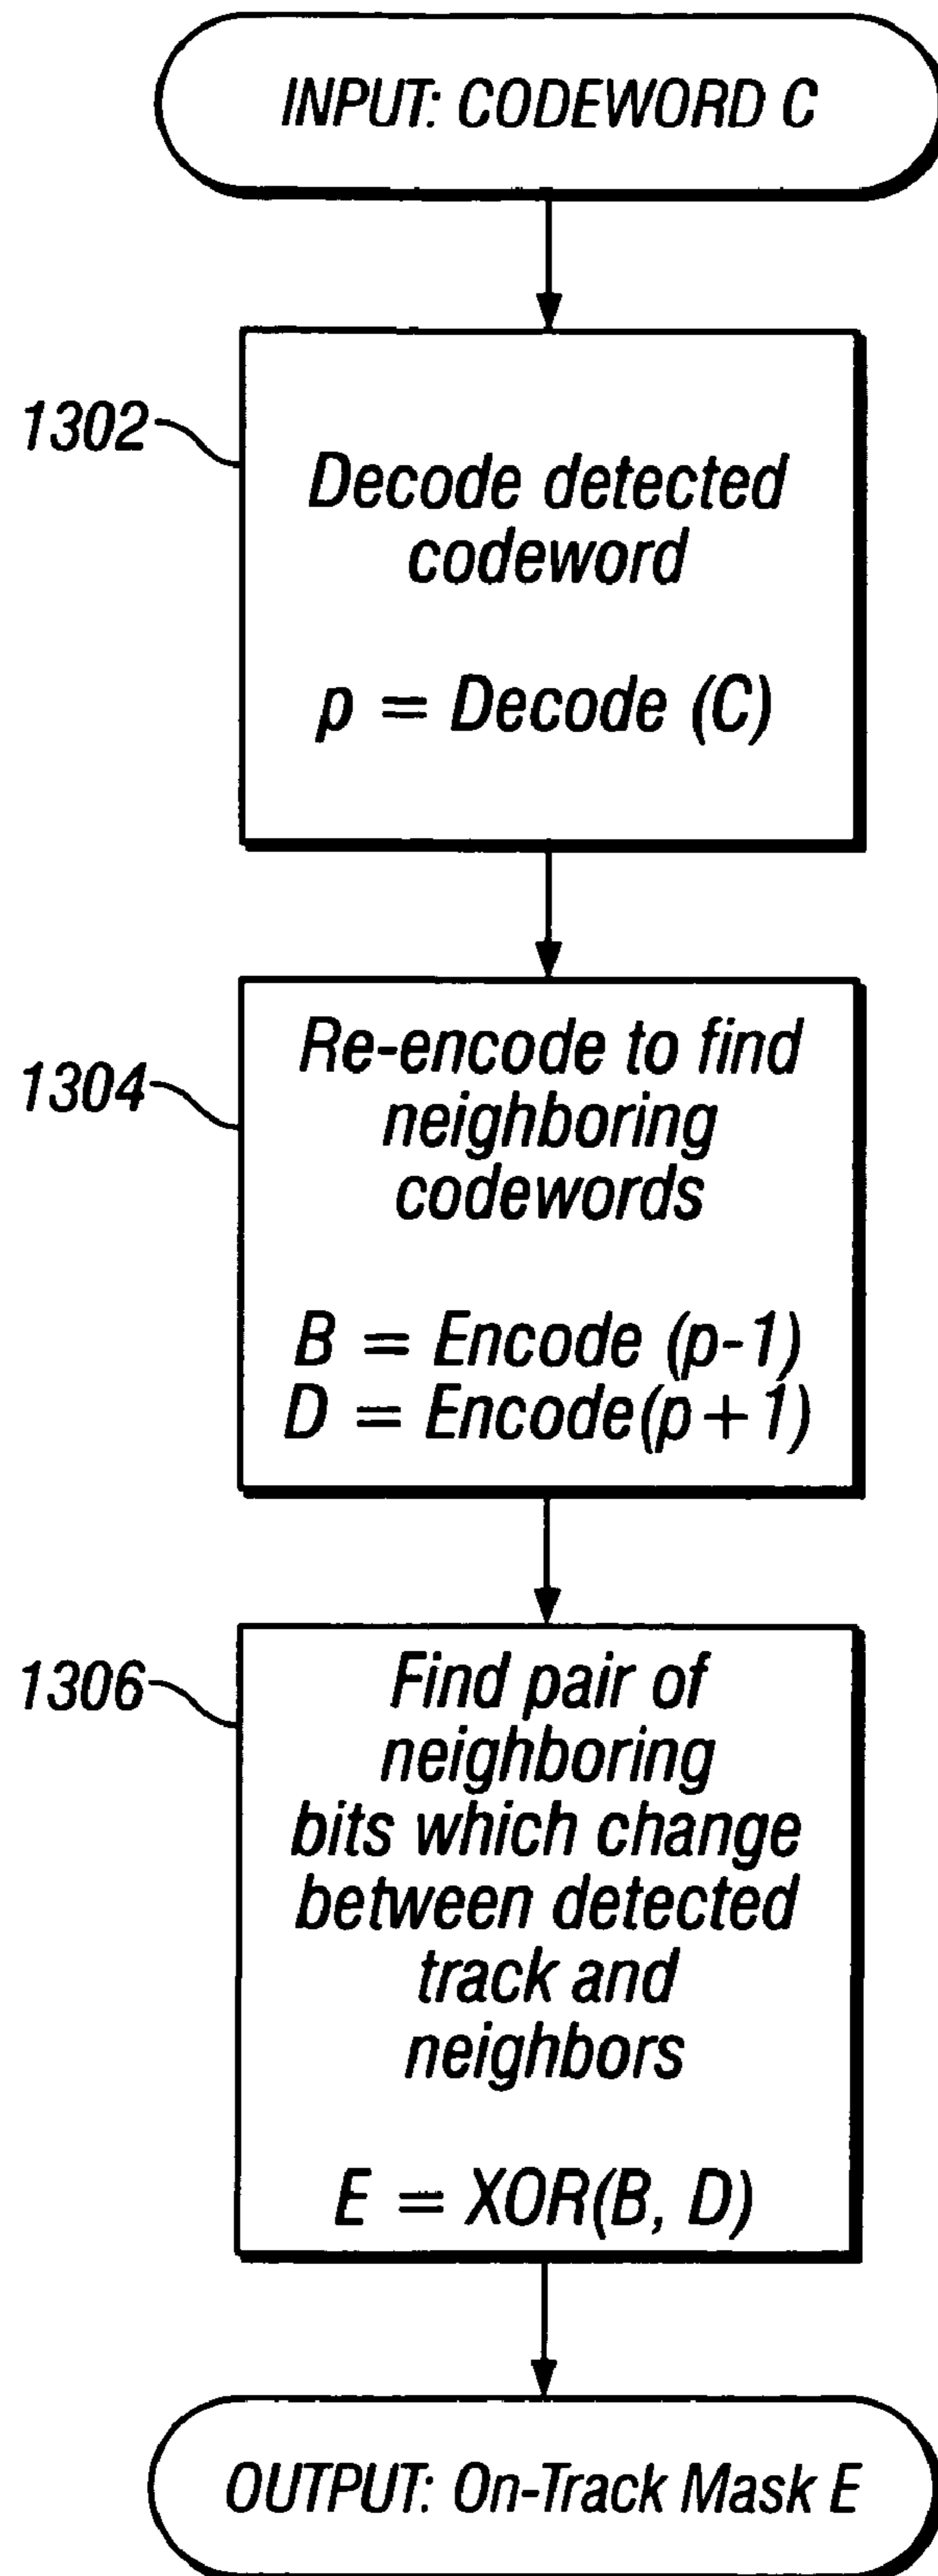 INPUT: CODEWORD C
1302
Decode detected
codeword
p = Decode (C)
1304
Re-encode to find
neighboring
codewords
B = Encode (p-1)
D = Encode(p+1)
1306
Find pair of
neighboring
bits which change
between detected
track and
neighbors
E = XOR(B, D)
OUTPUT: On-Track Mask E